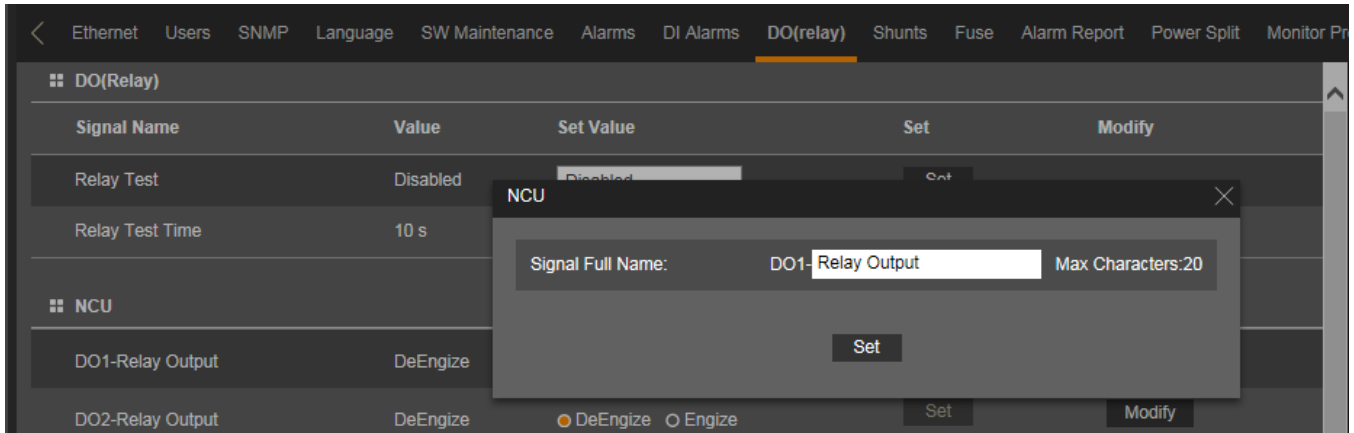 Ethernet Users SNMP Language SW Maintenance Alarms DI Alarms DO(relay) Shunts Fuse Alarm Report Power Split Monitor
DO(Relay)
Signal Name Value Set Value Set Modify
Relay Test Disabled Disabled Set
NCU
Relay Test Time 10 s
Signal Full Name: DO1- Relay Output Max Characters:20
NCU
Set
DO1-Relay Output DeEngize
DO2-Relay Output DeEngize DeEngize Engize Set Modify